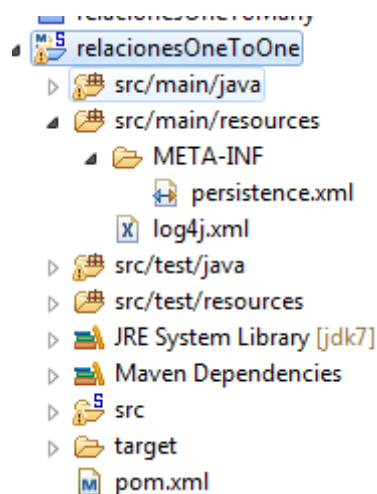 relacionesOneToMany
relacionesOneToOne
src/main/java
src/main/resources
META-INF
persistence.xml
log4j.xml
src/test/java
src/test/resources
JRE System Library [jdk7]
Maven Dependencies
src
target
pom.xml